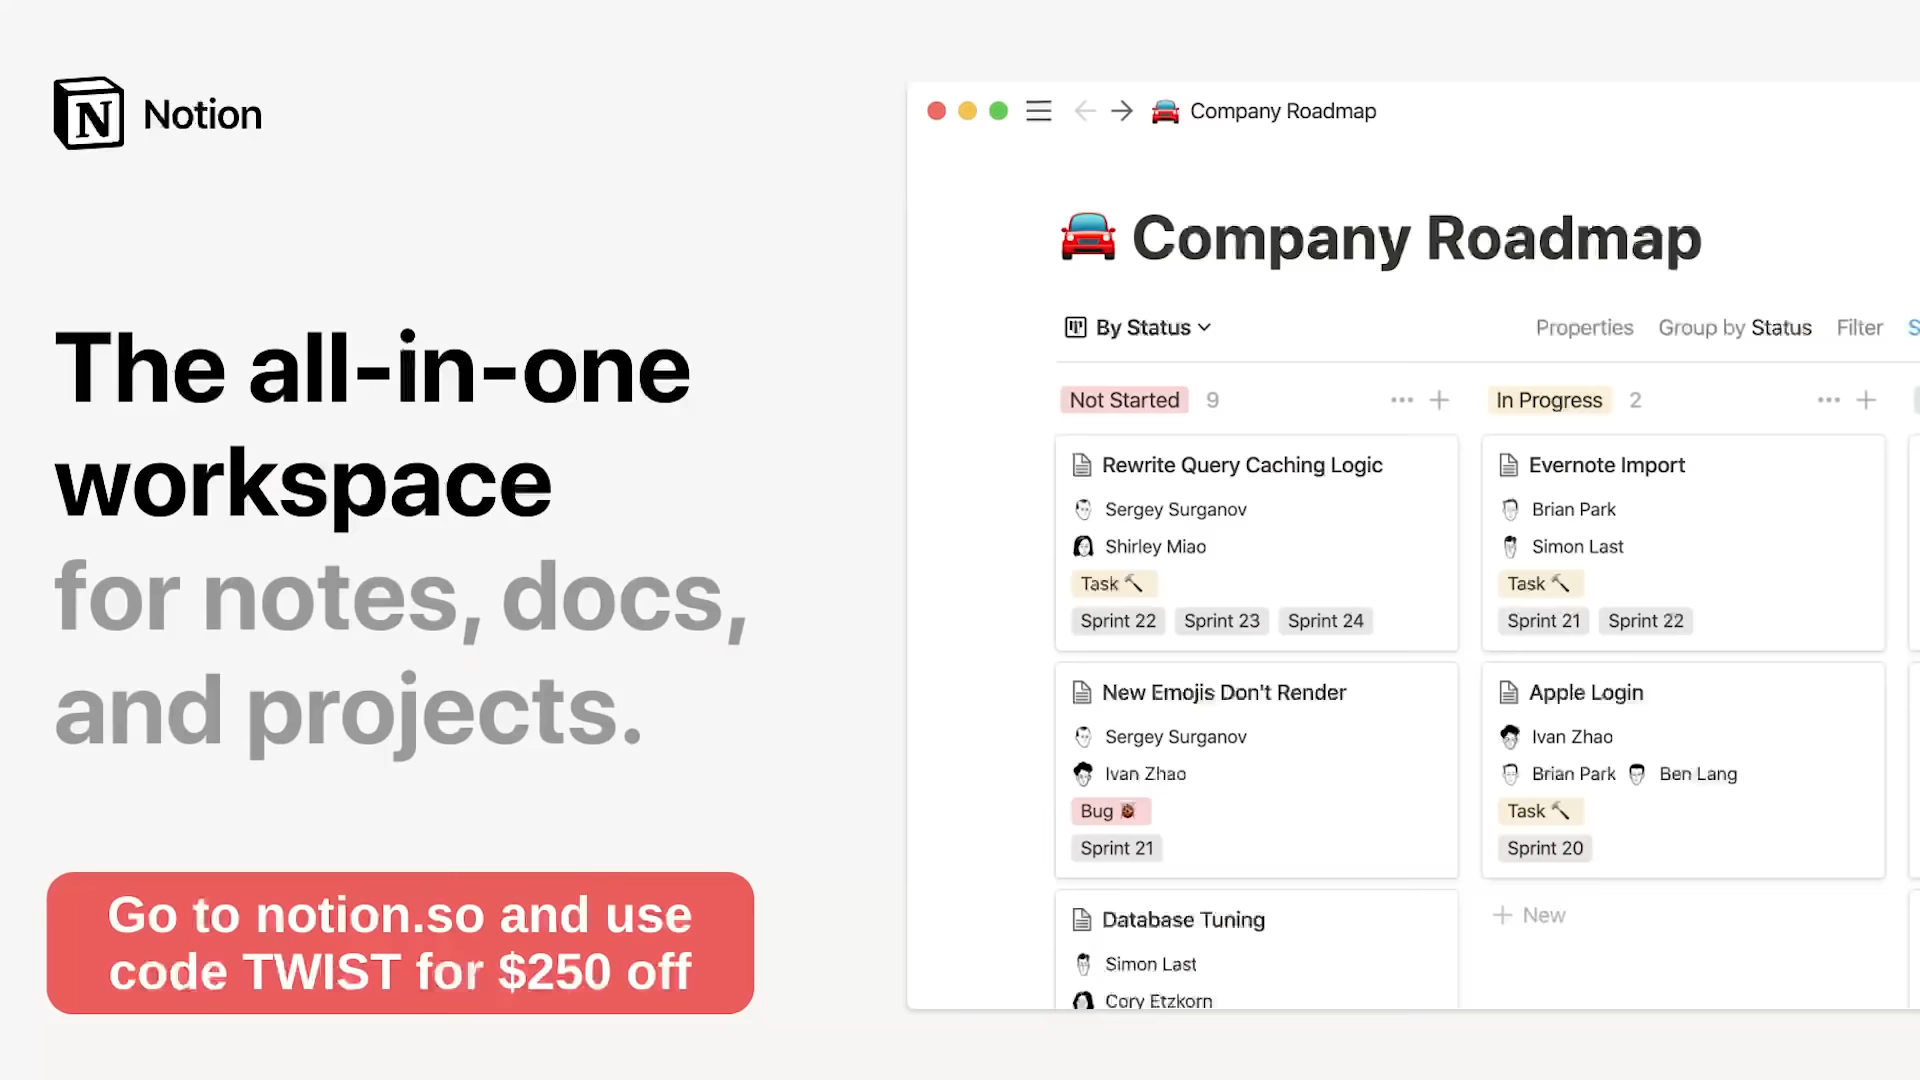 Notion
The all-in-one
workspace
for notes, docs,
and projects.
Go to notion.so and use
code TWIST for $250 off
Company Roadmap
Company Roadmap
By Status
Properties Group by Status Filter S
Not Started 9
Rewrite Query Caching Logic
Sergey Surganov
Shirley Miao
Task
Sprint 22 Sprint 23 Sprint 24
New Emojis Don't Render
Sergey Surganov
Ivan Zhao
Bug
Sprint 21
Database Tuning
Simon Last
Cory Etzkorn
In Progress 2
Evernote Import
Brian Park
Simon Last
Task
Sprint 21 Sprint 22
Apple Login
Ivan Zhao
Brian Park Ben Lang
Task
Sprint 20
New